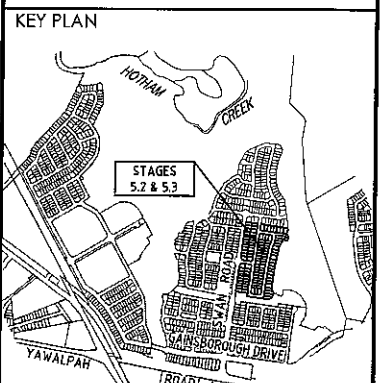 KEY PLAN
HOTHAM
CREEK
STAGES
5.2 & 5.3
SWAN ROAD
GAINSBOROUGH DRIVE
YAWALPAH
ROAD